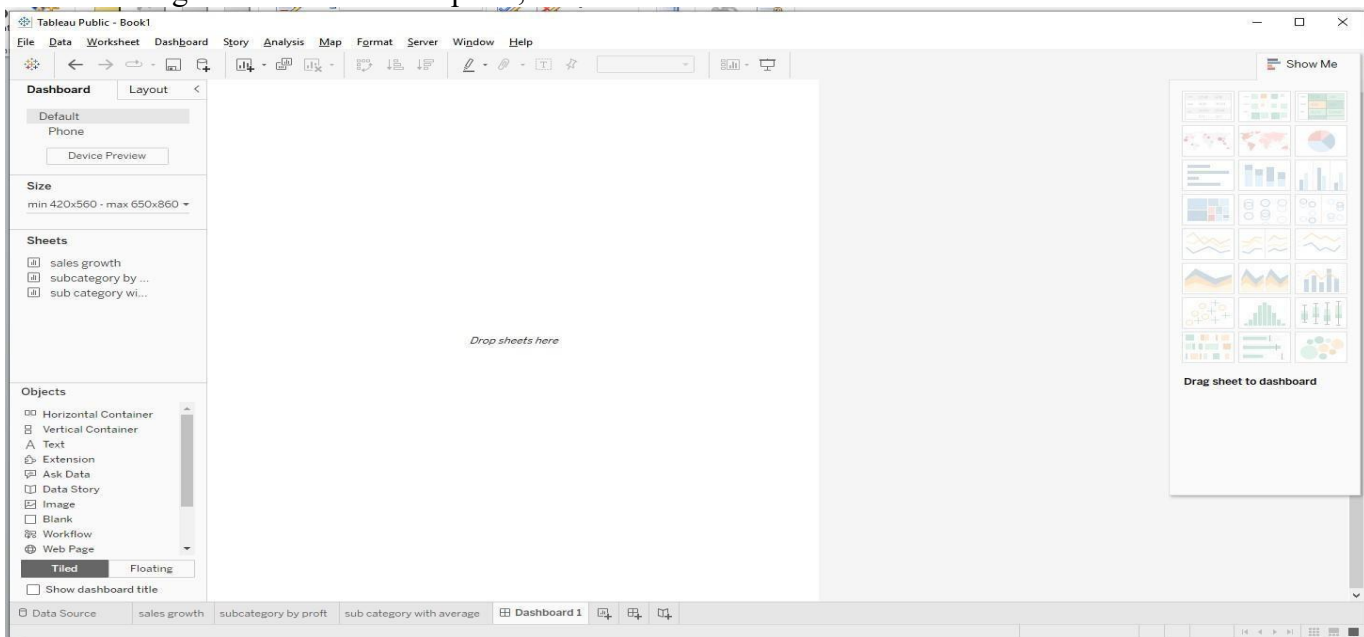 Tableau Public - Book1
File Data Worksheet Dashboard Story Analysis Map Format Server Window Help
Show Me
Dashboard Layout
Default
Phone
Device Preview
Size
min 420x560 - max 650x860
Sheets
sales growth
subcategory by ...
sub category wi...
Drop sheets here
Drag sheet to dashboard
Objects
Horizontal Container
Vertical Container
A Text
Extension
Ask Data
Data Story
Image
Blank
Workflow
Web Page
Tiled Floating
Show dashboard title
Data Source sales growth subcategory by proft sub category with average Dashboard 1